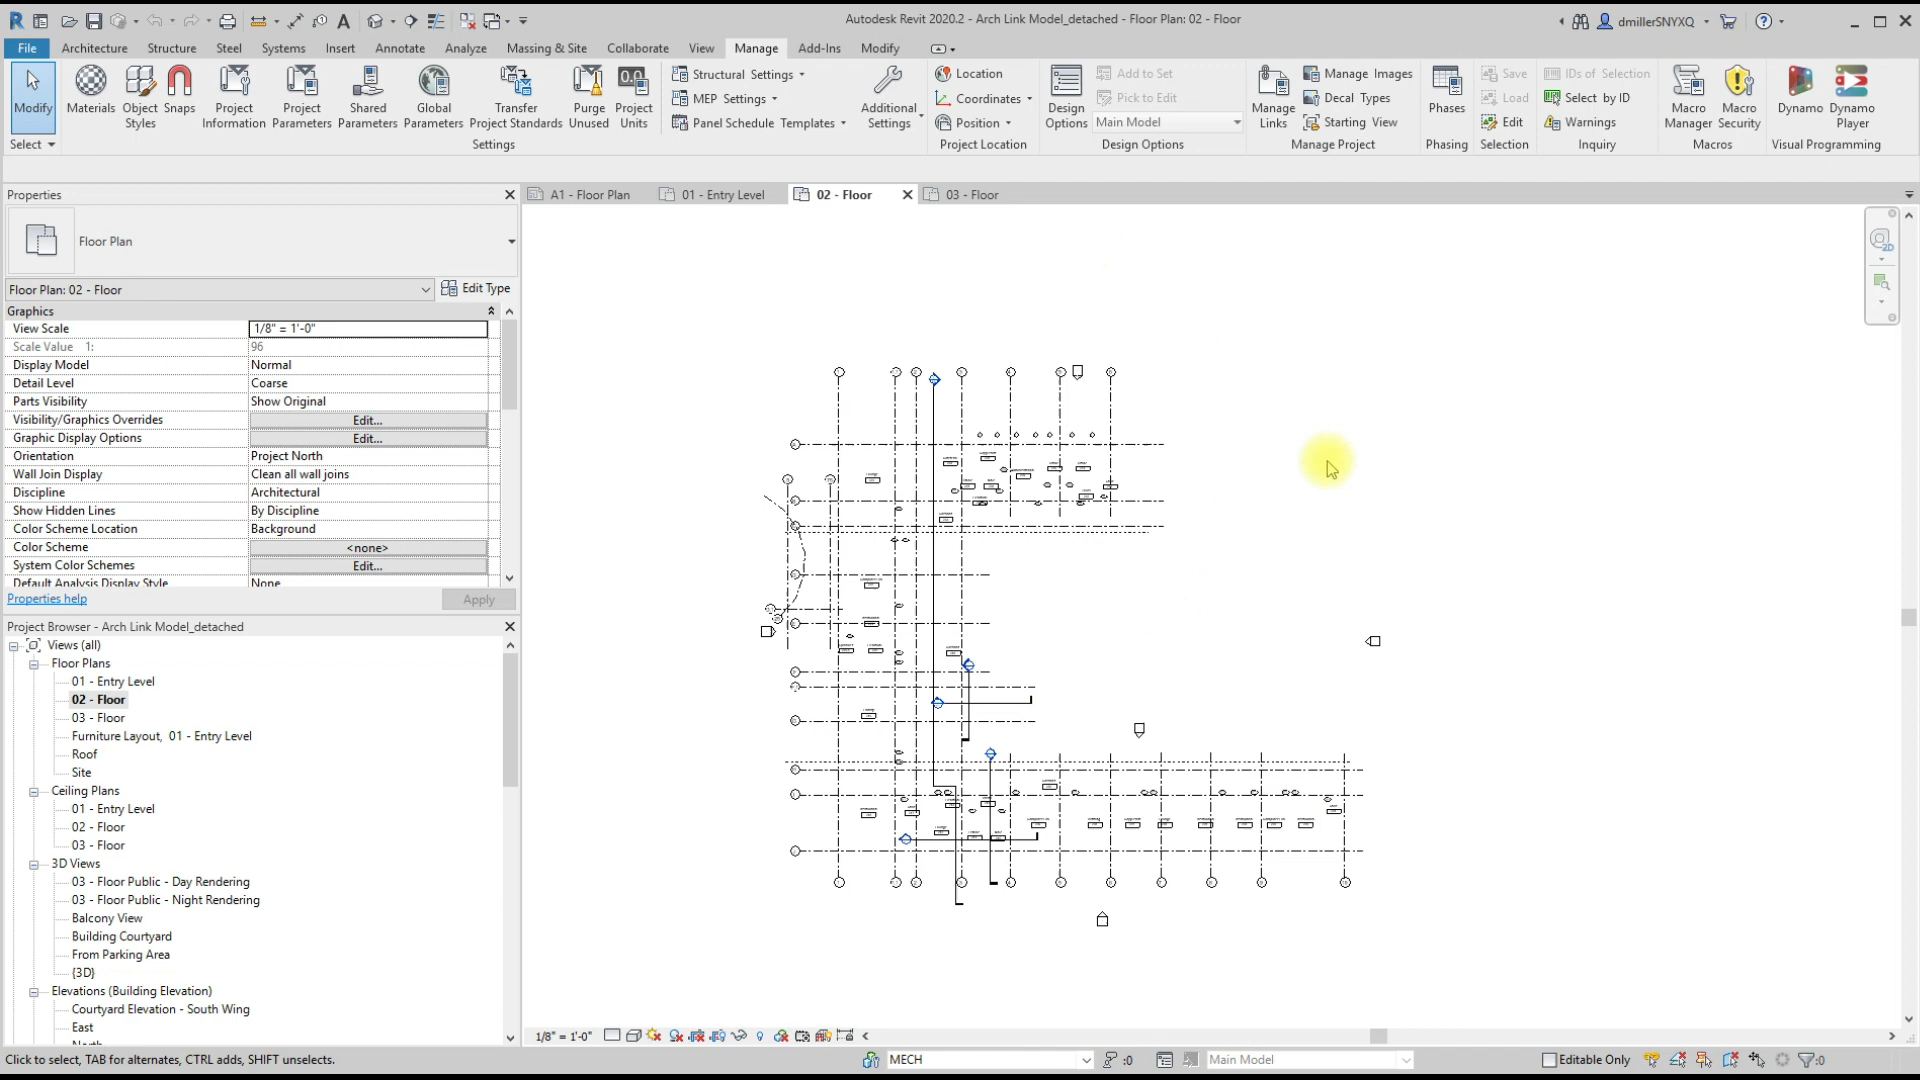 Autodesk Revit 2020.2 - Arch Link Model_detached - Floor Plan: 02 - Floor
dmillerSNYXQ
File Architecture Structure Steel Systems Insert Annotate Analyze Massing & Site Collaborate View Manage Add-Ins Modify
Modify
Materials
Object Styles
Snaps
Project Information
Project Parameters
Shared Parameters
Global Parameters
Transfer Project Standards
Purge Unused
Project Units
Structural Settings
MEP Settings
Panel Schedule Templates
Additional Settings
Location
Coordinates
Position
Design Options
Add to Set
Pick to Edit
Main Model
Manage Links
Manage Images
Decal Types
Starting View
Phases
Save
Load
Edit
IDs of Selection
Select by ID
Warnings
Macro Manager
Macro Security
Dynamo
Dynamo Player
Select Settings Project Location Design Options Manage Project Phasing Selection Inquiry Macros Visual Programming
Properties
A1 - Floor Plan 01 - Entry Level 02 - Floor 03 - Floor
Floor Plan
Floor Plan: 02 - Floor Edit Type
Graphics
View Scale 1/8" = 1'-0"
Scale Value 1: 96
Display Model Normal
Detail Level Coarse
Parts Visibility Show Original
Visibility/Graphics Overrides Edit...
Graphic Display Options Edit...
Orientation Project North
Wall Join Display Clean all wall joins
Discipline Architectural
Show Hidden Lines By Discipline
Color Scheme Location Background
Color Scheme <none>
System Color Schemes Edit...
Default Analysis Display Style None
Properties help Apply
Project Browser - Arch Link Model_detached
Views (all)
Floor Plans
01 - Entry Level
02 - Floor
03 - Floor
Furniture Layout, 01 - Entry Level
Roof
Site
Ceiling Plans
01 - Entry Level
02 - Floor
03 - Floor
3D Views
03 - Floor Public - Day Rendering
03 - Floor Public - Night Rendering
Balcony View
Building Courtyard
From Parking Area
{3D}
Elevations (Building Elevation)
Courtyard Elevation - South Wing
East
North
1/8" = 1'-0"
Click to select, TAB for alternates, CTRL adds, SHIFT unselects.
MECH
:0
Main Model
Editable Only
:0
2D